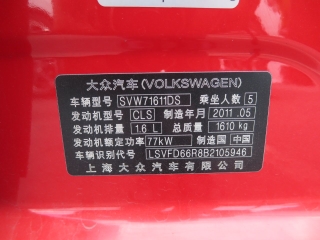 大众汽车(VOLKSWAGEN)
车辆型号 SVW71611DS 乘坐人数 5
发动机型号 CLS 制造年月 2011.05
发动机排量 1.6 L 总质量 1610 kg
发动机额定功率 77kW 制造国 中国
车辆识别代号 LSVFD66R8B2105946
上海大众汽车有限公司